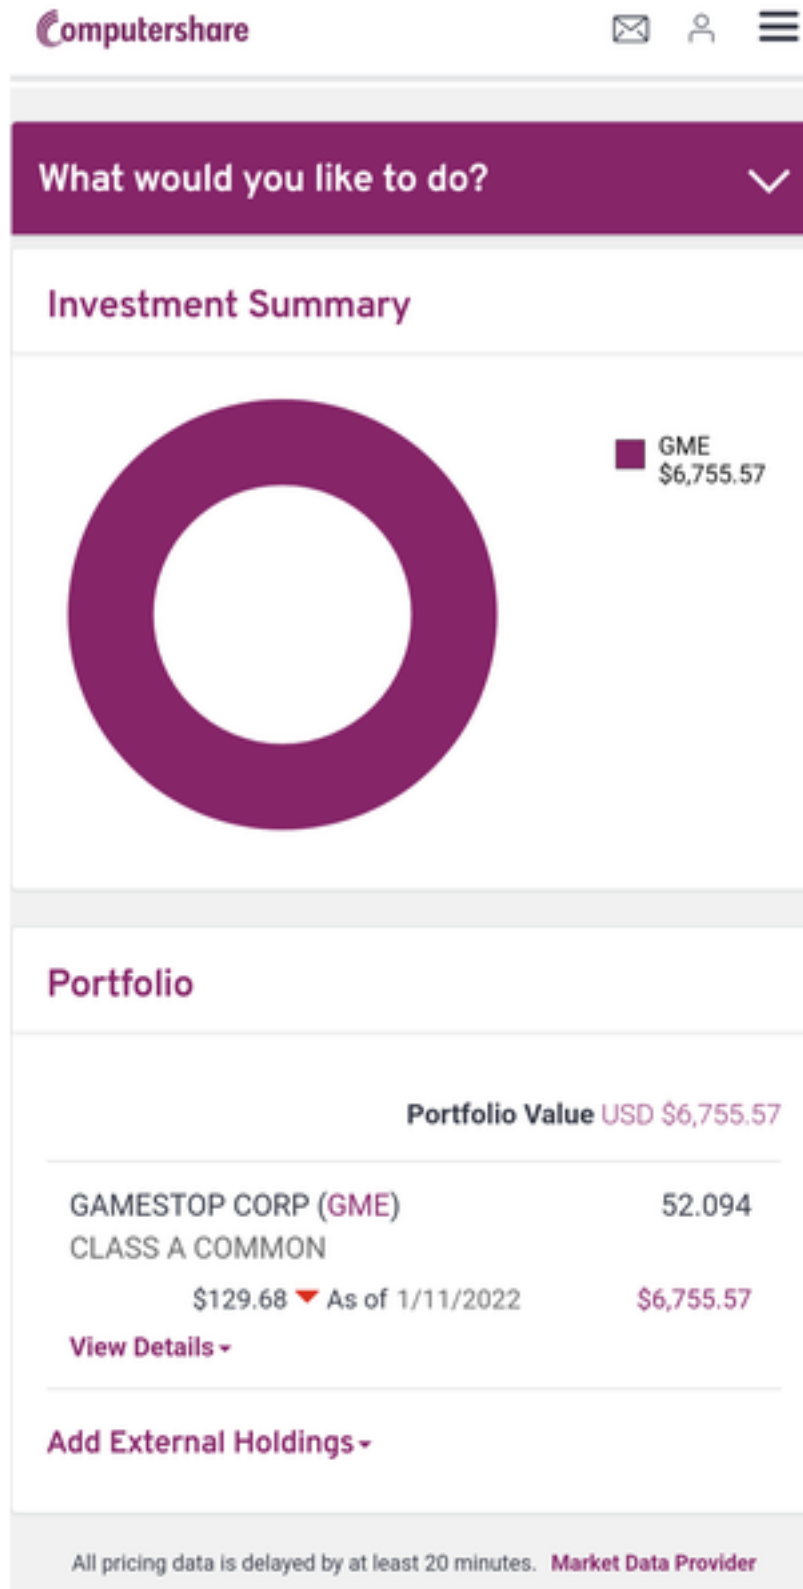 Computershare
What would you like to do?
Investment Summary
GME
$6,755.57
Portfolio
Portfolio Value USD $6,755.57
GAMESTOP CORP (GME) 52.094
CLASS A COMMON
$129.68 As of 1/11/2022 $6,755.57
View Details
Add External Holdings
All pricing data is delayed by at least 20 minutes. Market Data Provider